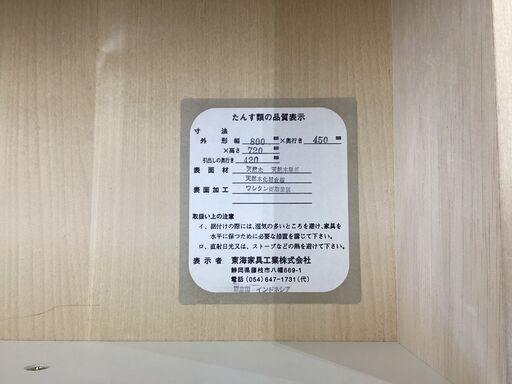 たんす類の品質表示
寸法
外形 幅 800 ㎜ ×奥行き 450 ㎜
×高さ 720 ㎜
引出しの奥行き 420 ㎜
表面材 天然木 天然木単板
天然木化粧合板
表面加工 ウレタン樹脂塗装
取扱い上の注意
イ、据付けの際には、湿気の多いところを避け、家具を
水平に保つために必要な措置を講じて下さい。
ロ、直射日光又は、ストーブなどの熱を避けて下さい。
表示者 東海家具工業株式会社
静岡県藤枝市八幡669-1
電話(054)647-1731(代)
原産国 インドネシア